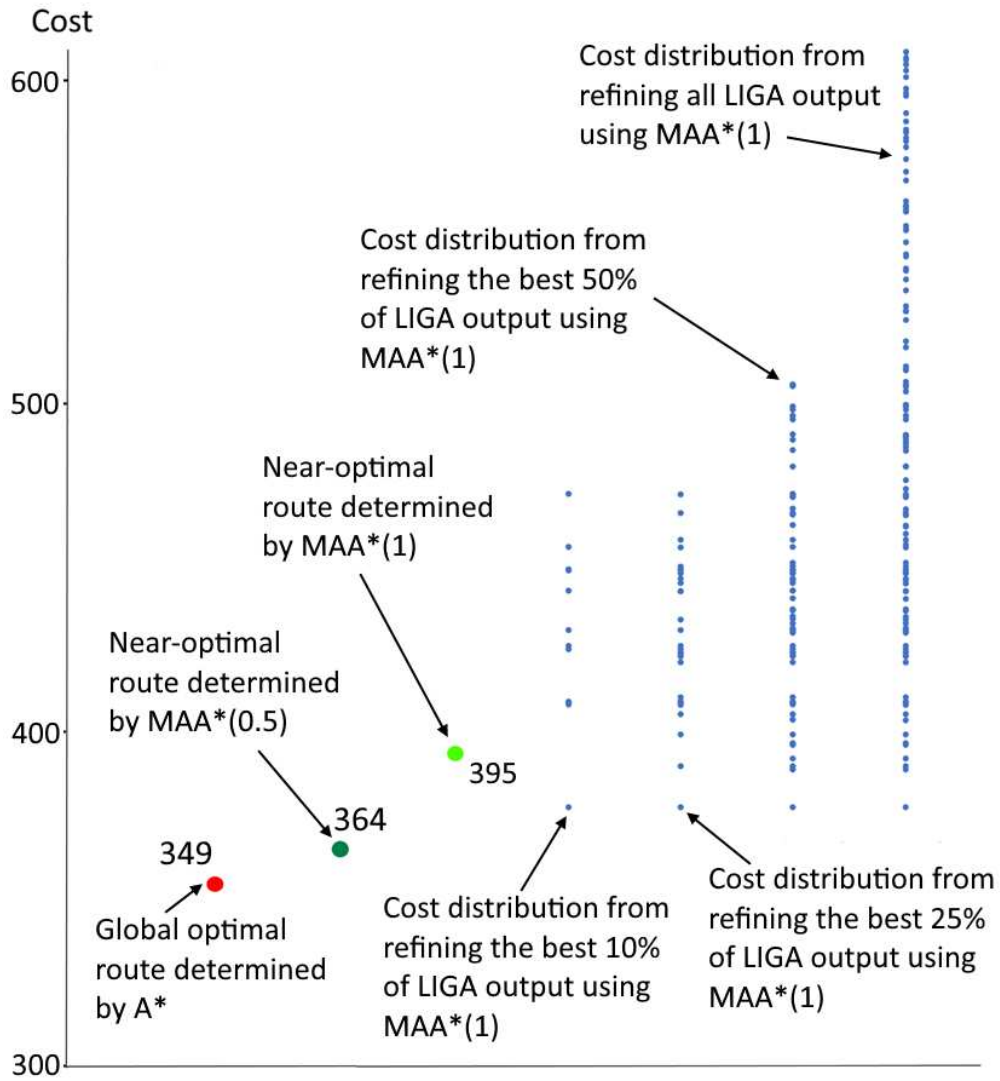 Cost
600
500
400
300
Cost distribution from
refining all LIGA output
using MAA*(1)
Cost distribution from
refining the best 50%
of LIGA output using
MAA*(1)
Near-optimal
route determined
by MAA*(1)
395
Near-optimal
route determined
by MAA*(0.5)
364
349
Global optimal
route determined
by A*
Cost distribution from
refining the best 10%
of LIGA output using
MAA*(1)
Cost distribution from
refining the best 25%
of LIGA output using
MAA*(1)